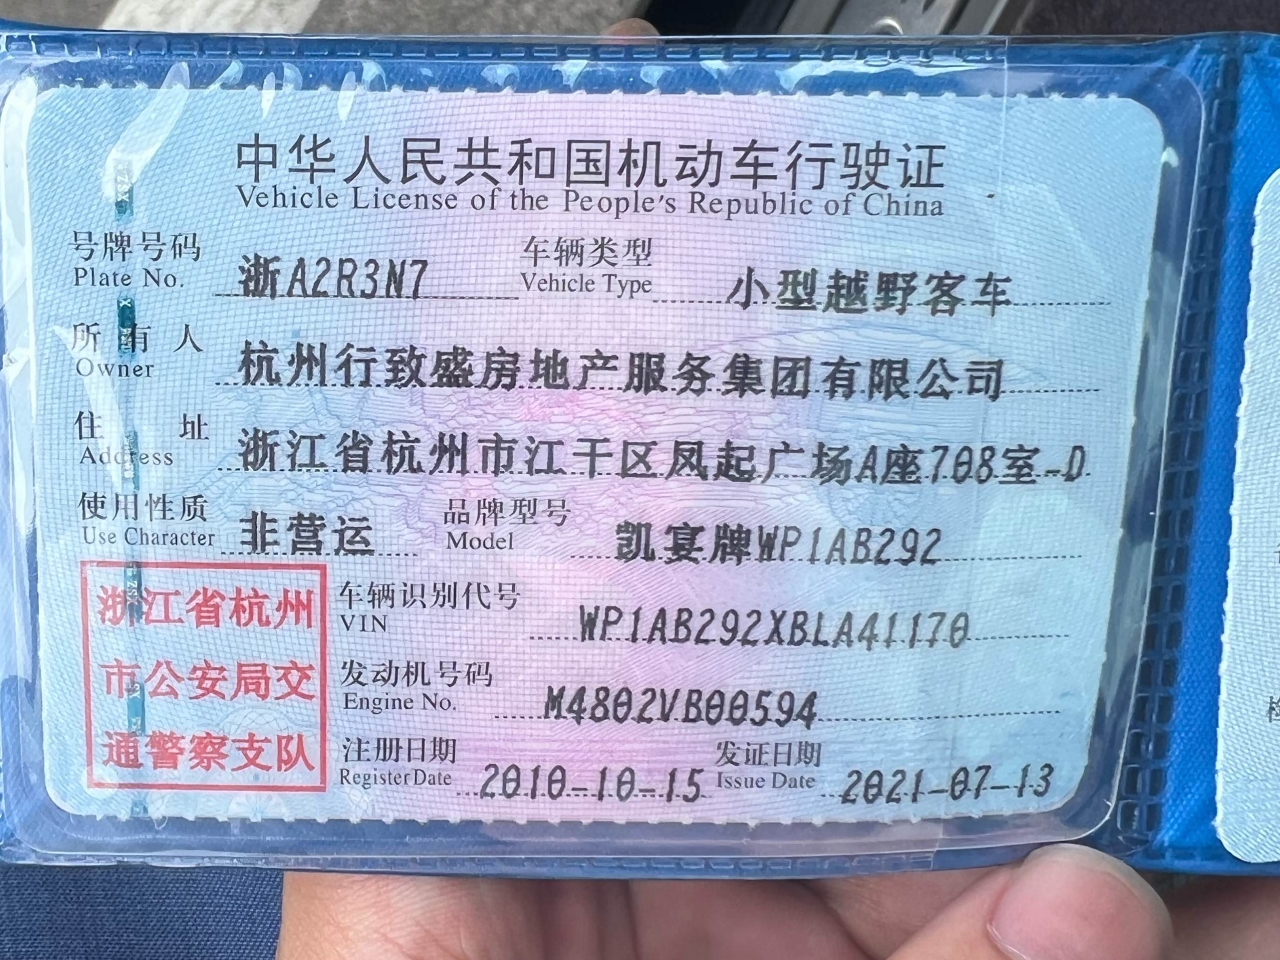 中华人民共和国机动车行驶证
Vehicle License of the People's Republic of China
号牌号码 浙A2R3N7 车辆类型 小型越野客车
Plate No. Vehicle Type
所有人 杭州行致盛房地产服务集团有限公司
Owner
住址 浙江省杭州市江干区凤起广场A座708室-D
Address
使用性质 非营运 品牌型号 凯宴牌WP1AB292
Use Character Model
浙江省杭州
市公安局交
通警察支队
车辆识别代号 WP1AB292XBLA41170
VIN
发动机号码 M4802VB00594
Engine No.
注册日期 2010-10-15 发证日期 2021-07-13
Register Date Issue Date